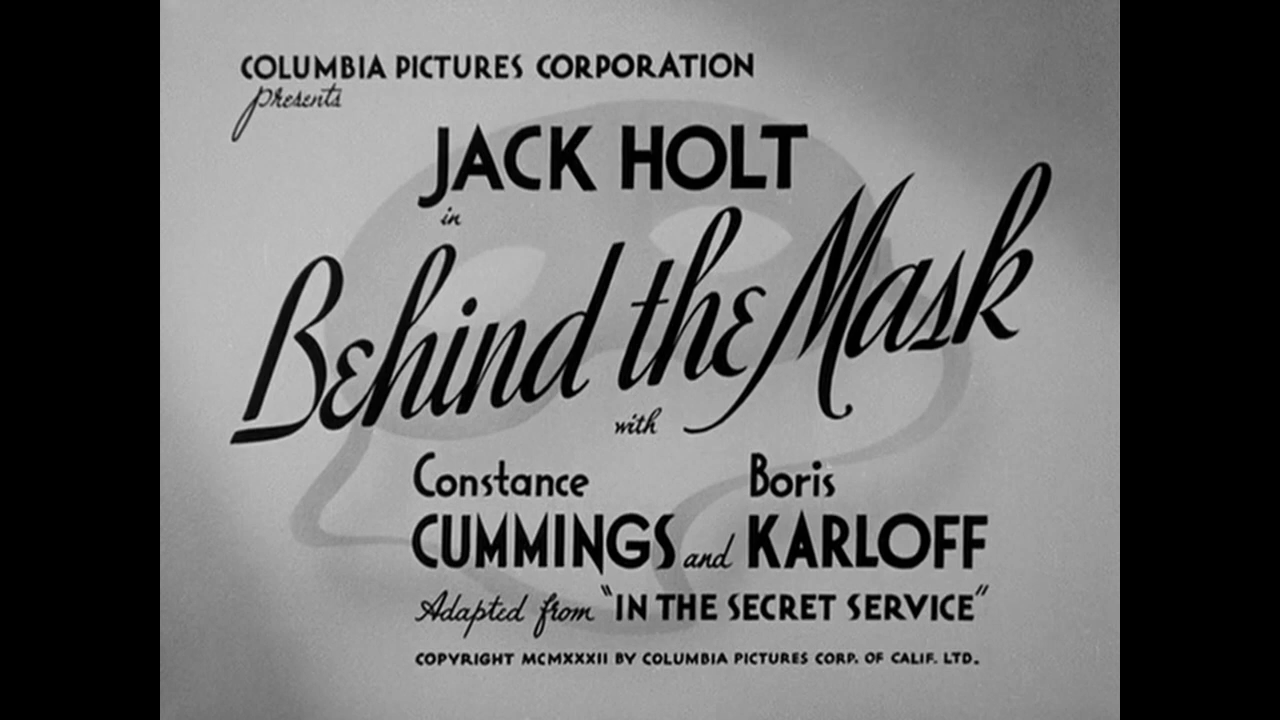 COLUMBIA PICTURES CORPORATION
presents
JACK HOLT
in
Behind the Mask
with
Constance Boris
CUMMINGS and KARLOFF
Adapted from "IN THE SECRET SERVICE"
COPYRIGHT MCMXXXII BY COLUMBIA PICTURES CORP. OF CALIF. LTD.